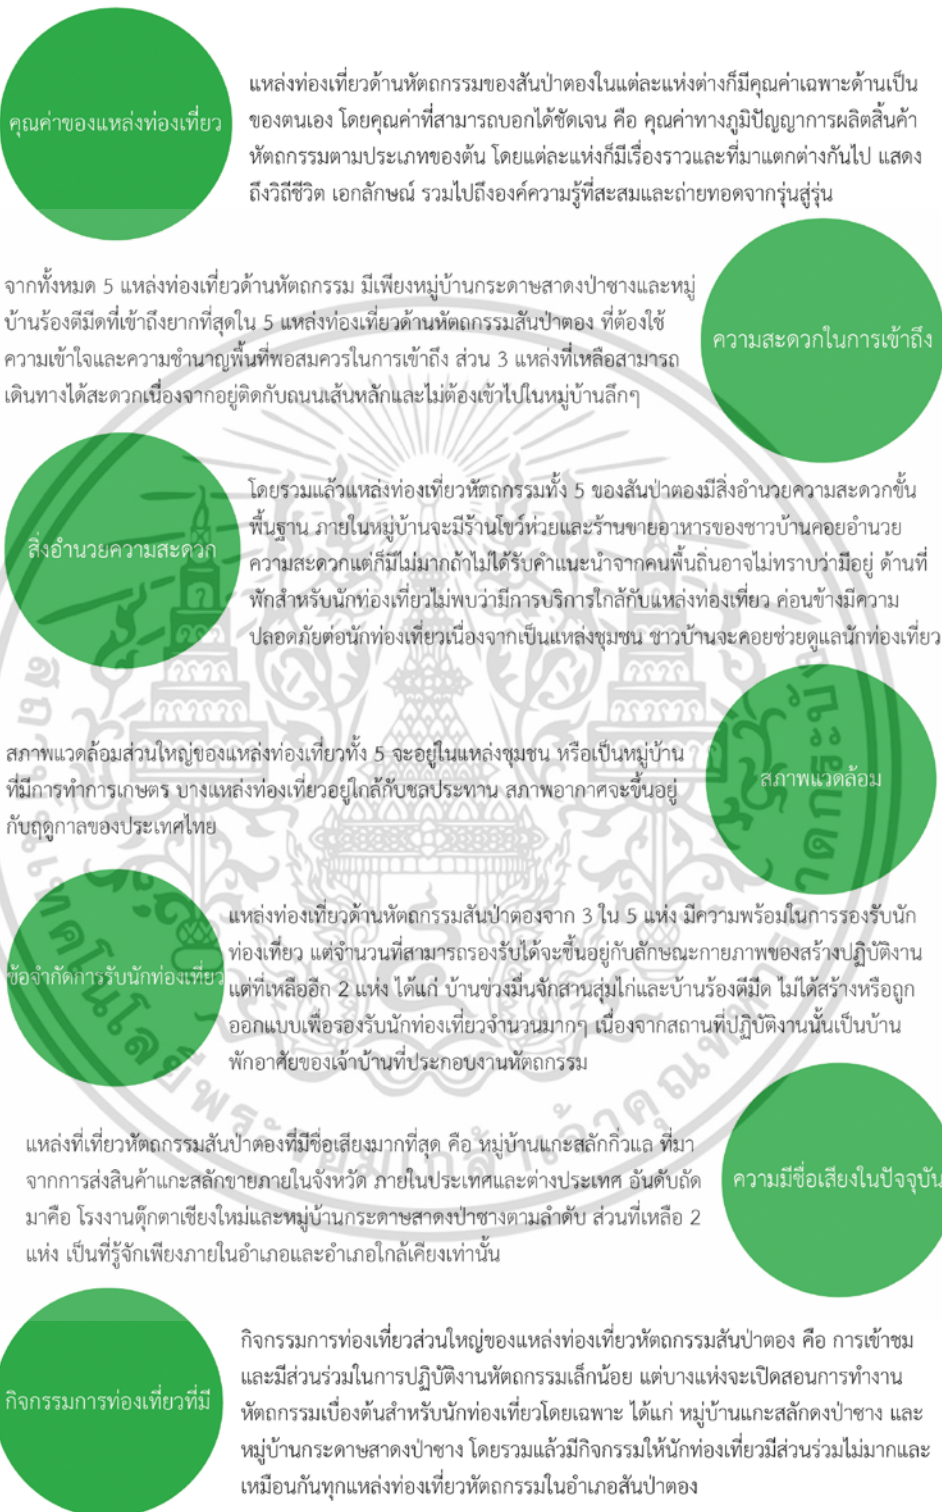 คุณค่าของแหล่งท่องเที่ยว
แหล่งท่องเที่ยวด้านหัตถกรรมของสันป่าตองในแต่ละแห่งต่างก็มีคุณค่าเฉพาะด้านเป็น
ของตนเอง โดยคุณค่าที่สามารถบอกได้ชัดเจน คือ คุณค่าทางภูมิปัญญาการผลิตสิ้นค้า
หัตถกรรมตามประเภทของต้น โดยแต่ละแห่งก็มีเรื่องราวและที่มาแตกต่างกันไป แสดง
ถึงวิถีชีวิต เอกลักษณ์ รวมไปถึงองค์ความรู้ที่สะสมและถ่ายทอดจากรุ่นสู่รุ่น
จากทั้งหมด 5 แหล่งท่องเที่ยวด้านหัตถกรรม มีเพียงหมู่บ้านกระดาษสาดงป่าซางและหมู่
บ้านร้องตีมีดที่เข้าถึงยากที่สุดใน 5 แหล่งท่องเที่ยวด้านหัตถกรรมสันป่าตอง ที่ต้องใช้
ความเข้าใจและความชำนาญพื้นที่พอสมควรในการเข้าถึง ส่วน 3 แหล่งที่เหลือสามารถ
เดินทางได้สะดวกเนื่องจากอยู่ติดกับถนนเส้นหลักและไม่ต้องเข้าไปในหมู่บ้านลึกๆ
ความสะดวกในการเข้าถึง
สิ่งอำนวยความสะดวก
โดยรวมแล้วแหล่งท่องเที่ยวหัตถกรรมทั้ง 5 ของสันป่าตองมีสิ่งอำนวยความสะดวกขั้น
พื้นฐาน ภายในหมู่บ้านจะมีร้านโชว์ห่วยและร้านขายอาหารของชาวบ้านคอยอำนวย
ความสะดวกแต่ก็มีไม่มากถ้าไม่ได้รับคำแนะนำจากคนพื้นถิ่นอาจไม่ทราบว่ามีอยู่ ด้านที่
พักสำหรับนักท่องเที่ยวไม่พบว่ามีการบริการใกล้กับแหล่งท่องเที่ยว ค่อนข้างมีความ
ปลอดภัยต่อนักท่องเที่ยวเนื่องจากเป็นแหล่งชุมชน ชาวบ้านจะคอยช่วยดูแลนักท่องเที่ยว
สภาพแวดล้อมส่วนใหญ่ของแหล่งท่องเที่ยวทั้ง 5 จะอยู่ในแหล่งชุมชน หรือเป็นหมู่บ้าน
ที่มีการทำการเกษตร บางแหล่งท่องเที่ยวอยู่ใกล้กับชลประทาน สภาพอากาศจะขึ้นอยู่
กับฤดูกาลของประเทศไทย
สภาพแวดล้อม
ข้อจำกัดการรับนักท่องเที่ยว
แหล่งท่องเที่ยวด้านหัตถกรรมสันป่าตองจาก 3 ใน 5 แห่ง มีความพร้อมในการรองรับนัก
ท่องเที่ยว แต่จำนวนที่สามารถรองรับได้จะขึ้นอยู่กับลักษณะกายภาพของสร้างปฏิบัติงาน
แต่ที่เหลืออีก 2 แห่ง ได้แก่ บ้านข่วงมื่นจักสานสุ่มไก่และบ้านร้องตีมีด ไม่ได้สร้างหรือถูก
ออกแบบเพื่อรองรับนักท่องเที่ยวจำนวนมากๆ เนื่องจากสถานที่ปฏิบัติงานนั้นเป็นบ้าน
พักอาศัยของเจ้าบ้านที่ประกอบงานหัตถกรรม
แหล่งที่เที่ยวหัตถกรรมสันป่าตองที่มีชื่อเสียงมากที่สุด คือ หมู่บ้านแกะสลักกิ่วแล ที่มา
จากการส่งสินค้าแกะสลักขายภายในจังหวัด ภายในประเทศและต่างประเทศ อันดับถัด
มาคือ โรงงานตุ๊กตาเชียงใหม่และหมู่บ้านกระดาษสาดงป่าซางตามลำดับ ส่วนที่เหลือ 2
แห่ง เป็นที่รู้จักเพียงภายในอำเภอและอำเภอใกล้เคียงเท่านั้น
ความมีชื่อเสียงในปัจจุบัน
กิจกรรมการท่องเที่ยวที่มี
กิจกรรมการท่องเที่ยวส่วนใหญ่ของแหล่งท่องเที่ยวหัตถกรรมสันป่าตอง คือ การเข้าชม
และมีส่วนร่วมในการปฏิบัติงานหัตถกรรมเล็กน้อย แต่บางแห่งจะเปิดสอนการทำงาน
หัตถกรรมเบื่องต้นสำหรับนักท่องเที่ยวโดยเฉพาะ ได้แก่ หมู่บ้านแกะสลักดงป่าซาง และ
หมู่บ้านกระดาษสาดงป่าซาง โดยรวมแล้วมีกิจกรรมให้นักท่องเที่ยวมีส่วนร่วมไม่มากและ
เหมือนกันทุกแหล่งท่องเที่ยวหัตถกรรมในอำเภอสันป่าตอง